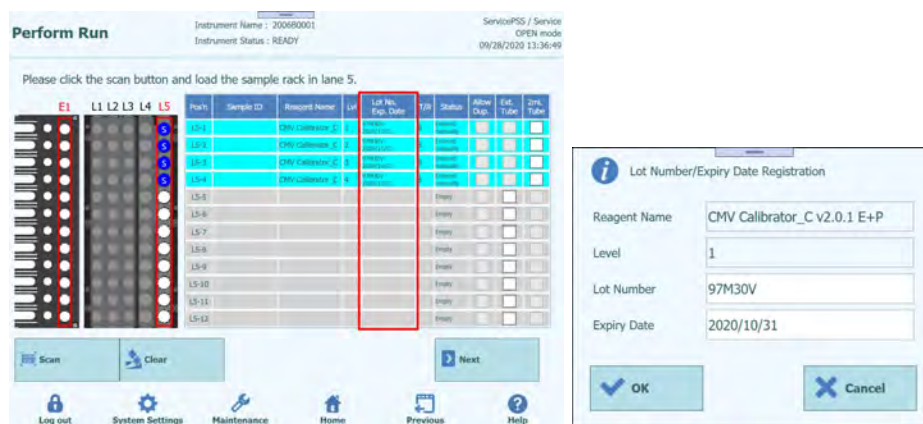 Perform Run
Instrument Name : 200680001
Instrument Status : READY
ServicePSS / Service
OPEN mode
09/28/2020 13:36:49
Please click the scan button and load the sample rack in lane 5.
E1 L1 L2 L3 L4 L5
Pos'n Sample ID Reagent Name Lvl Lot No. Exp. Date T/R Status Allow Dup. Ext. Tube 2mL Tube
L5-1 CMV Calibrator_C 1
L5-2 CMV Calibrator_C 2
L5-3 CMV Calibrator_C 3
L5-4 CMV Calibrator_C 4
L5-5 Empty
L5-6 Empty
L5-7 Empty
L5-8 Empty
L5-9 Empty
L5-10 Empty
L5-11 Empty
L5-12 Empty
S
S
S
S
Scan
Clear
Next
Log out
System Settings
Maintenance
Home
Previous
Help
Lot Number/Expiry Date Registration
Reagent Name CMV Calibrator_C v2.0.1 E+P
Level 1
Lot Number 97M30V
Expiry Date 2020/10/31
OK
Cancel